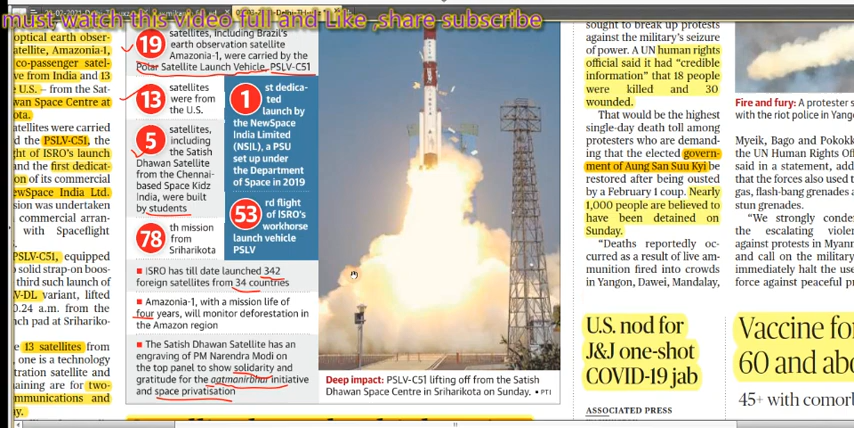 must watch this video full and Like ,share subscribe
optical earth obser-
atellite, Amazonia-1,
co-passenger satel-
ve from India and 13
U.S. – from the Sat-
wan Space Centre at
ota.
atellites were carried
d the PSLV-C51, the
ght of ISRO's launch
and the first dedicat-
on of its commercial
ewSpace India Ltd.
sion was undertaken
commercial arran-
with Spaceflight
PSLV-C51, equipped
solid strap-on boos-
third such launch of
V-DL variant, lifted
0.24 a.m. from the
nch pad at Srihariko-
e 13 satellites from
, one is a technology
tration satellite and
aining are for two-
mmunications and
ay.
19 satellites, including Brazil's
earth observation satellite
Amazonia-1, were carried by the
Polar Satellite Launch Vehicle, PSLV-C51
13 satellites
were from
the U.S.
5 satellites,
including
the Satish
Dhawan Satellite
from the Chennai-
based Space Kidz
India, were built
by students
78 th mission
from
Sriharikota
1 st dedica-
ted
launch by
the NewSpace
India Limited
(NSIL), a PSU
set up under
the Department
of Space in 2019
53 rd flight
of ISRO's
workhorse
launch vehicle
PSLV
■ ISRO has till date launched 342
foreign satellites from 34 countries
■ Amazonia-1, with a mission life of
four years, will monitor deforestation in
the Amazon region
■ The Satish Dhawan Satellite has an
engraving of PM Narendra Modi on
the top panel to show solidarity and
gratitude for the aatmanirbhar initiative
and space privatisation
Deep impact: PSLV-C51 lifting off from the Satish
Dhawan Space Centre in Sriharikota on Sunday. • PTI
sought to break up protests
against the military's seizure
of power. A UN human rights
official said it had "credible
information" that 18 people
were killed and 30
wounded.
That would be the highest
single-day death toll among
protesters who are demand-
ing that the elected govern-
ment of Aung San Suu Kyi be
restored after being ousted
by a February 1 coup. Nearly
1,000 people are believed to
have been detained on
Sunday.
"Deaths reportedly oc-
curred as a result of live am-
munition fired into crowds
in Yangon, Dawei, Mandalay,
Fire and fury: A protester s
with the riot police in Yango
Myeik, Bago and Pokokk
the UN Human Rights Offi
said in a statement, add
that the forces also used t
gas, flash-bang grenades a
stun grenades.
"We strongly conde
the escalating violen
against protests in Myann
and call on the military
immediately halt the use
force against peaceful p
U.S. nod for
J&J one-shot
COVID-19 jab
ASSOCIATED PRESS
Vaccine fo
60 and abo
45+ with comorb